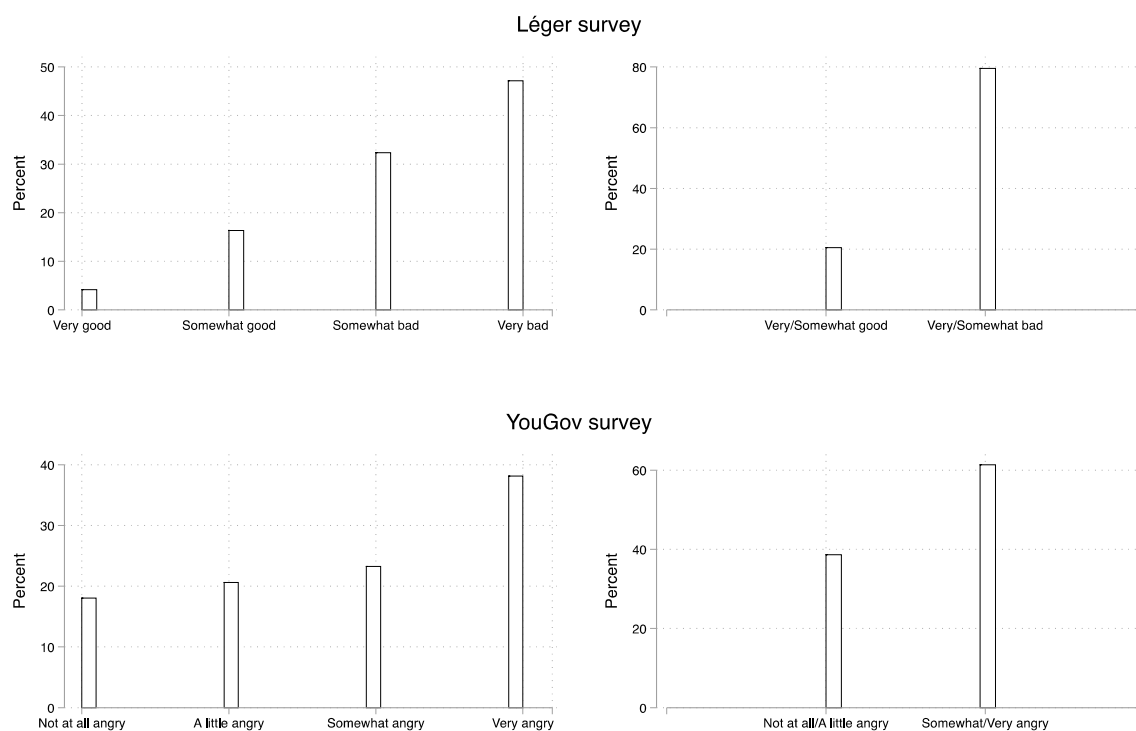 Léger survey
Percent
50
40
30
20
10
0
Very good Somewhat good Somewhat bad Very bad
Percent
80
60
40
20
0
Very/Somewhat good Very/Somewhat bad
YouGov survey
Percent
40
30
20
10
0
Not at all angry A little angry Somewhat angry Very angry
Percent
60
40
20
0
Not at all/A little angry Somewhat/Very angry